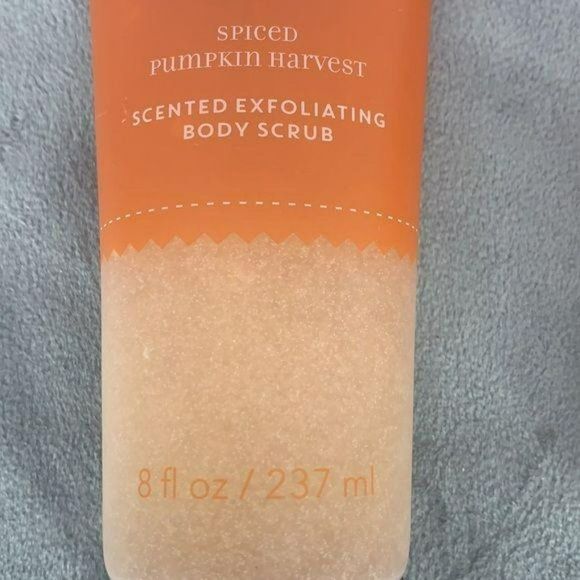 SPICED
PUMPKIN HARVEST
SCENTED EXFOLIATING
BODY SCRUB
8 fl oz / 237 ml